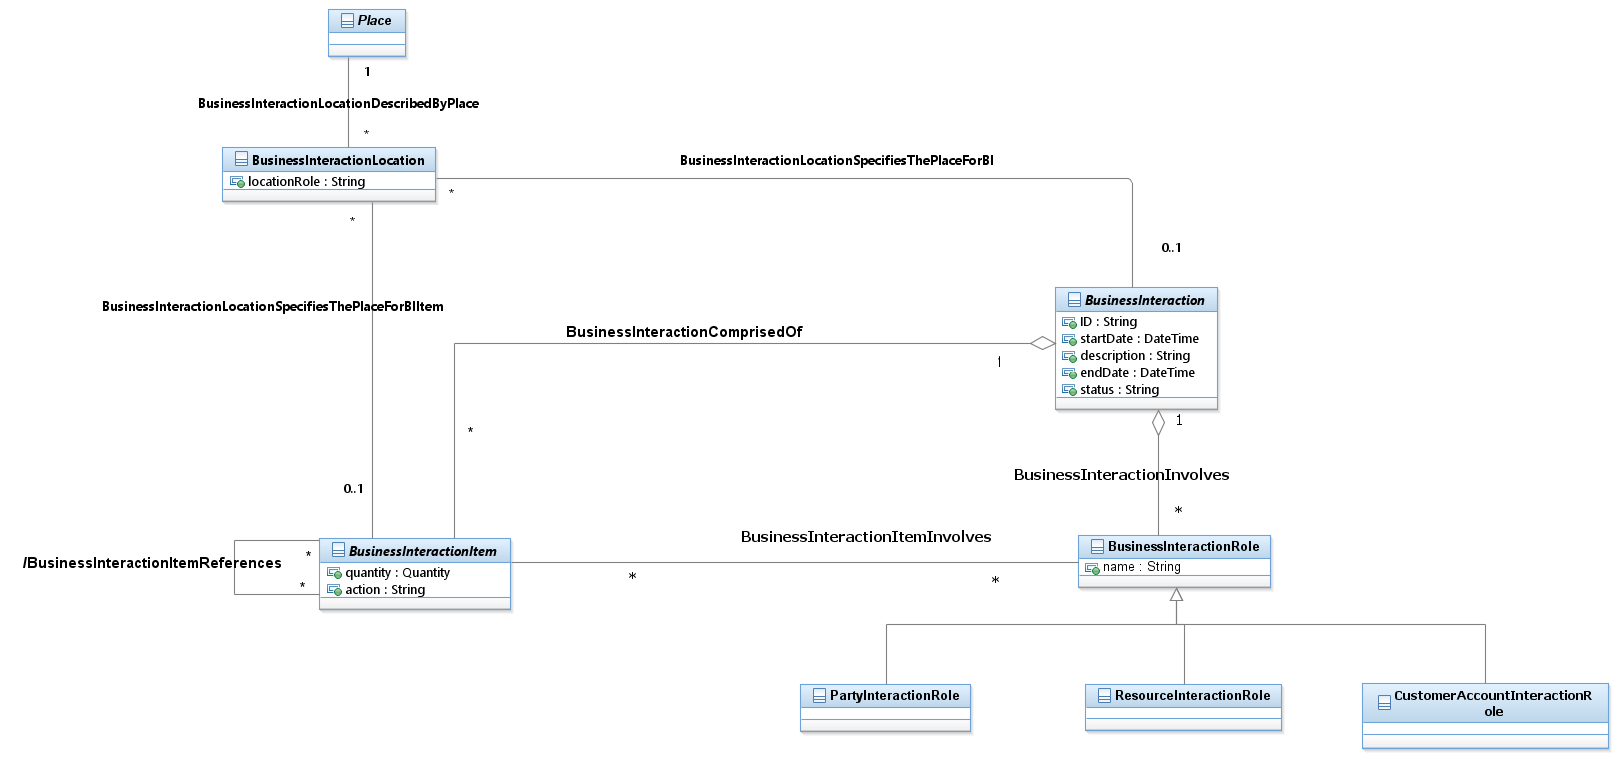 Place
1
BusinessInteractionLocationDescribedByPlace
*
BusinessInteractionLocation
locationRole : String
*
*
BusinessInteractionLocationSpecifiesThePlaceForBI
0..1
BusinessInteractionLocationSpecifiesThePlaceForBIItem
0..1
BusinessInteraction
ID : String
startDate : DateTime
description : String
endDate : DateTime
status : String
BusinessInteractionComprisedOf
1
*
1
BusinessInteractionInvolves
*
/BusinessInteractionItemReferences
*
*
BusinessInteractionItem
quantity : Quantity
action : String
BusinessInteractionItemInvolves
*
*
BusinessInteractionRole
name : String
PartyInteractionRole
ResourceInteractionRole
CustomerAccountInteractionR
ole